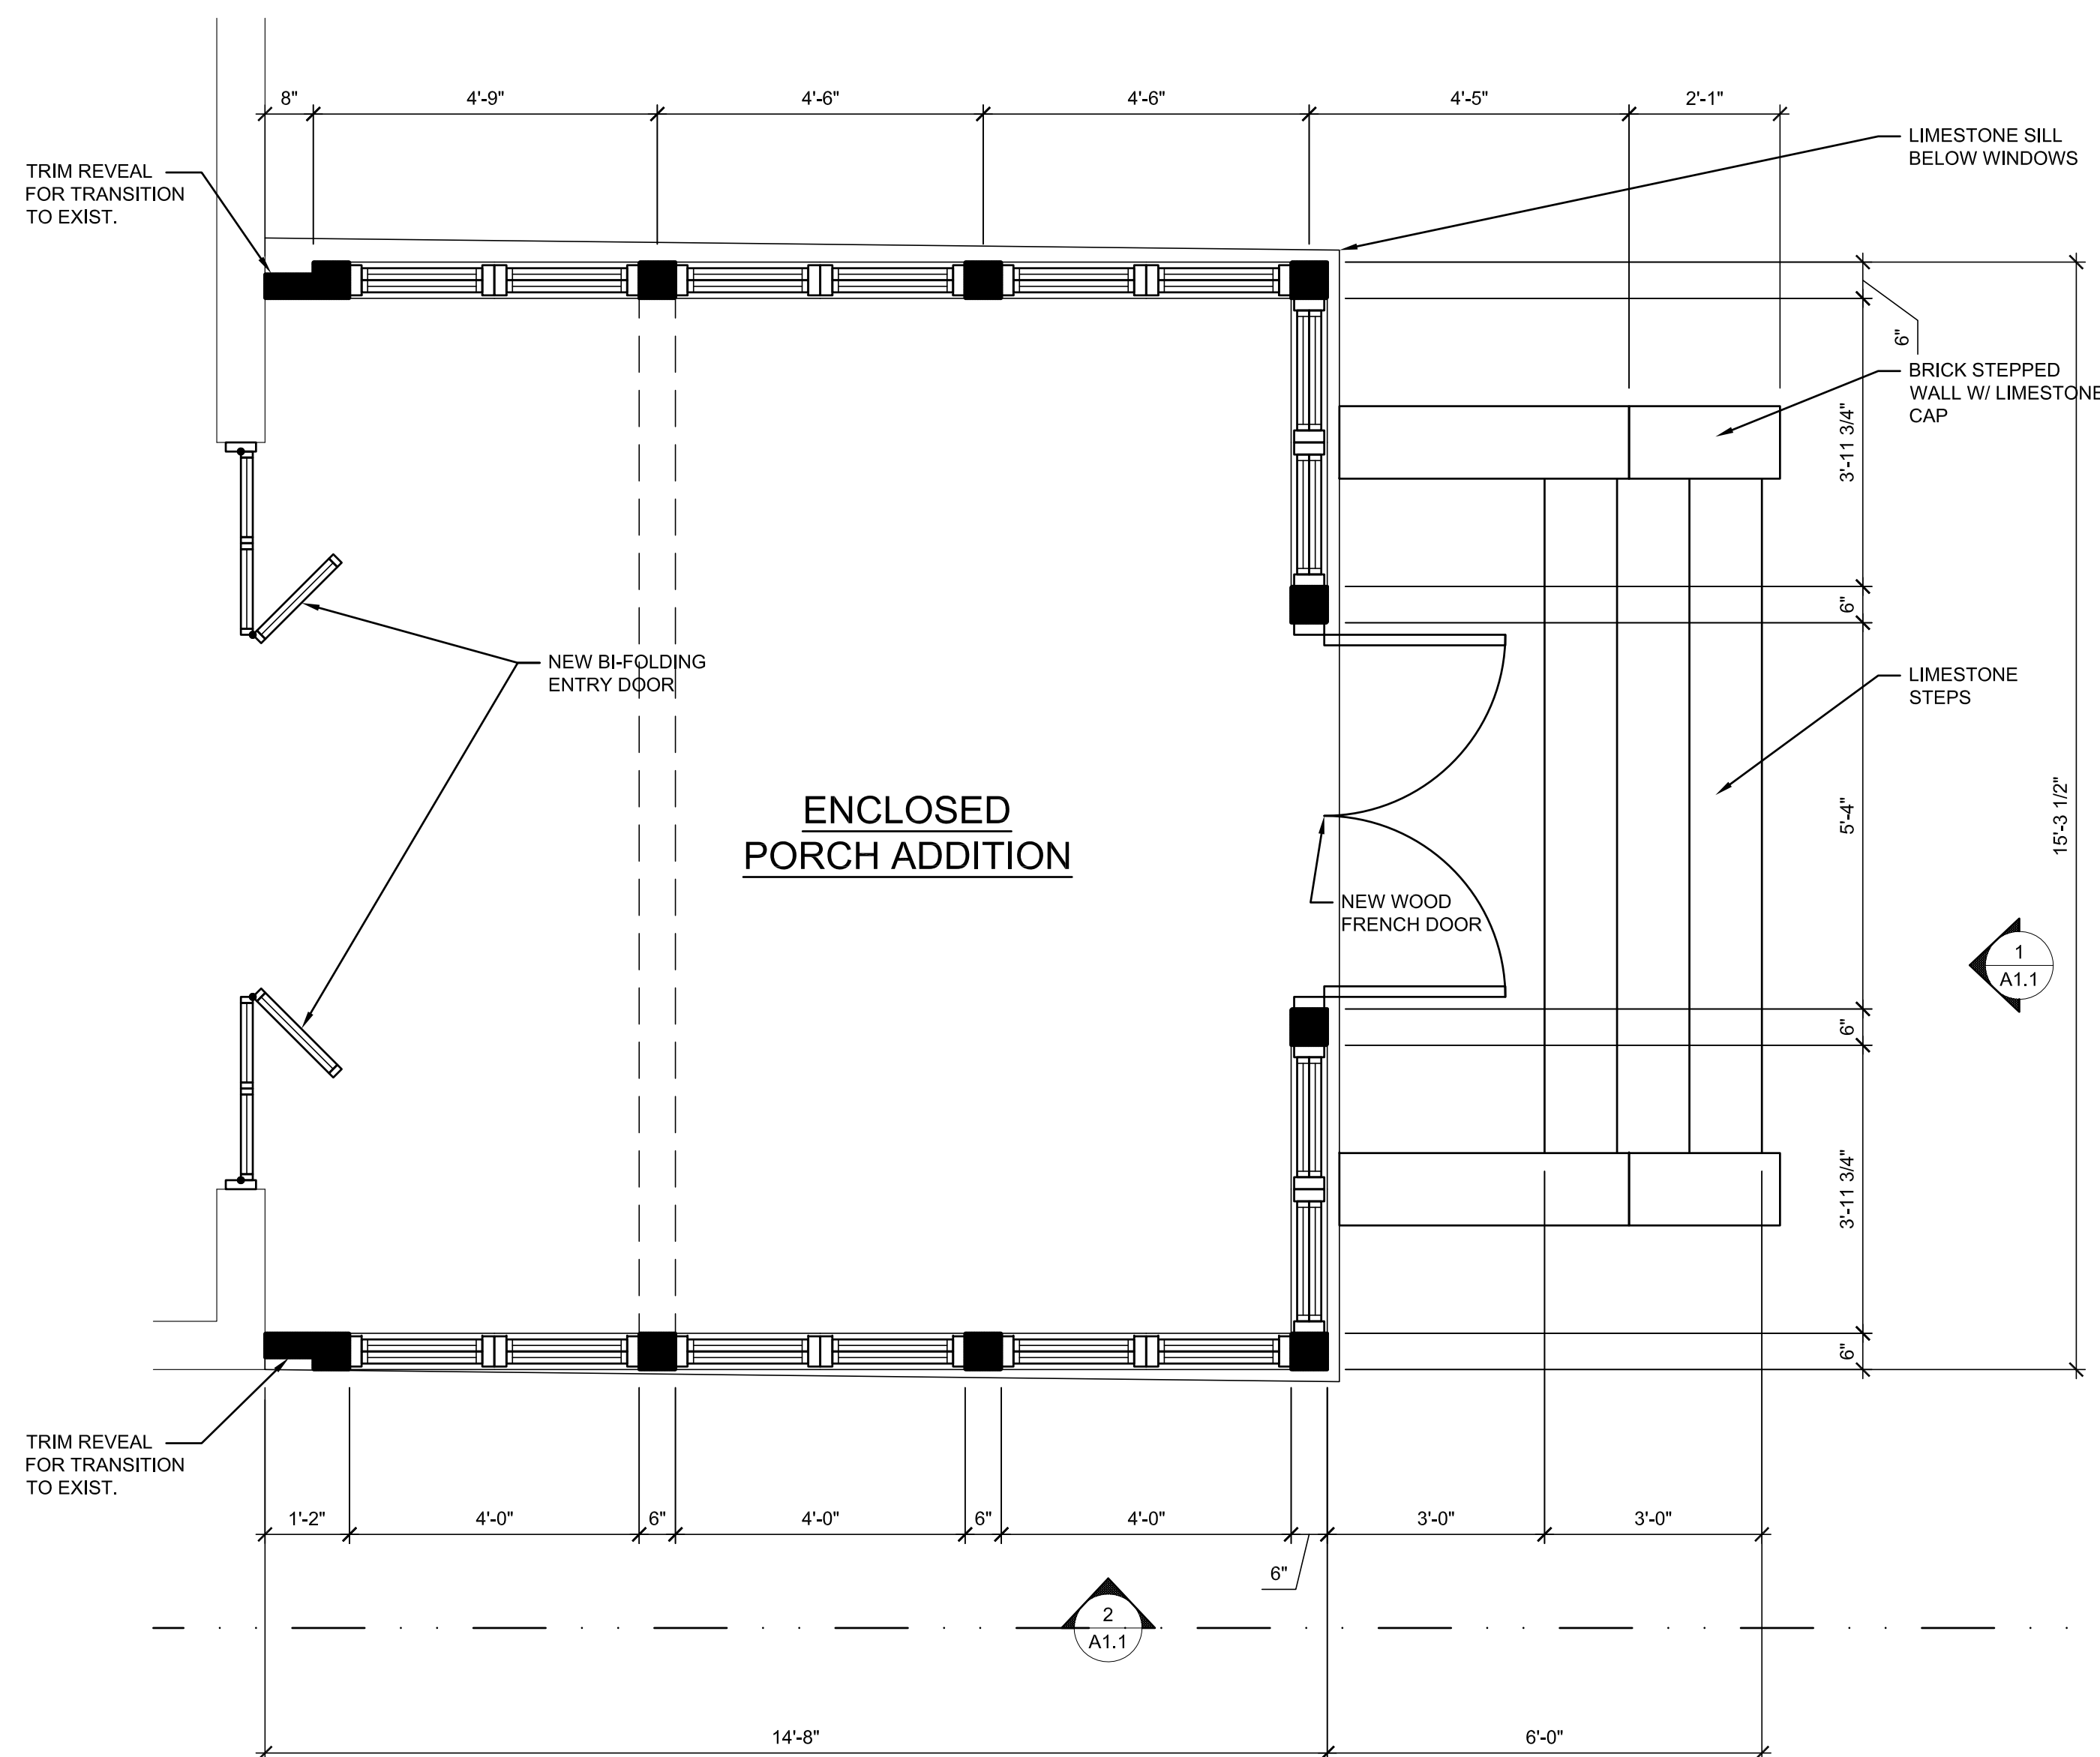 8"
4'-9"
4'-6"
4'-6"
4'-5"
2'-1"
LIMESTONE SILL
BELOW WINDOWS
TRIM REVEAL
FOR TRANSITION
TO EXIST.
6"
BRICK STEPPED
WALL W/ LIMESTONE
CAP
3'-11 3/4"
6"
NEW BI-FOLDING
ENTRY DOOR
LIMESTONE
STEPS
ENCLOSED
PORCH ADDITION
5'-4"
15'-3 1/2"
NEW WOOD
FRENCH DOOR
1
A1.1
6"
3'-11 3/4"
6"
TRIM REVEAL
FOR TRANSITION
TO EXIST.
1'-2"
4'-0"
6"
4'-0"
6"
4'-0"
3'-0"
3'-0"
6"
2
A1.1
14'-8"
6'-0"